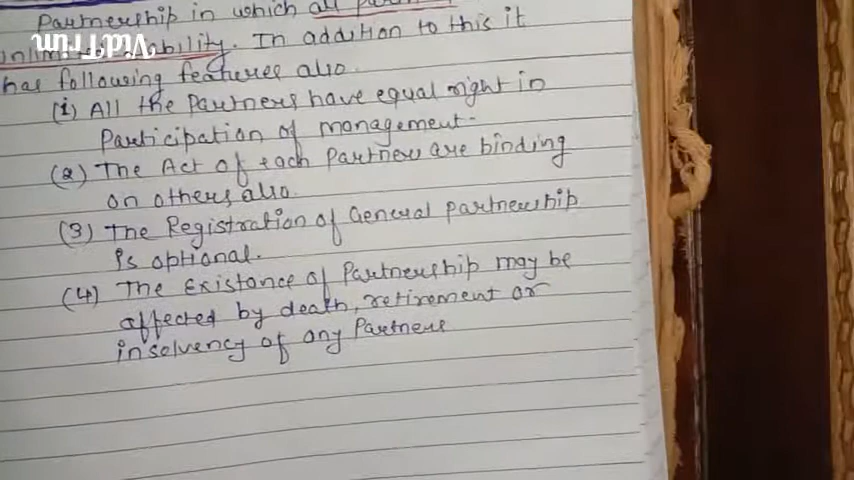 Partnership in which all
unlimited liability. In addition to this it
has following features also.
(1) All the Partners have equal right in
Participation of management.
(2) The Act of each Partners are binding
on others also.
(3) The Registration of General partnership
is optional.
(4) The Existance of Partnership may be
affected by death, retirement or
insolvency of any Partners
VidTrim